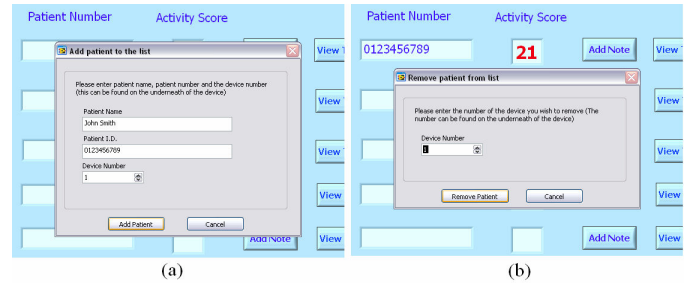 Patient Number Activity Score
Add patient to the list
View T
Please enter patient name, patient number and the device number
(this can be found on the underneath of the device)
Patient Name
John Smith
View
Patient I.D.
0123456789
View
Device Number
1
View
Add Patient Cancel
Add Note View
(a)
Patient Number Activity Score
0123456789 21 Add Note View
Remove patient from list
Please enter the number of the device you wish to remove (The
number can be found on the underneath of the device)
View
Device Number
1
View
Remove Patient Cancel
View
Add Note View
(b)